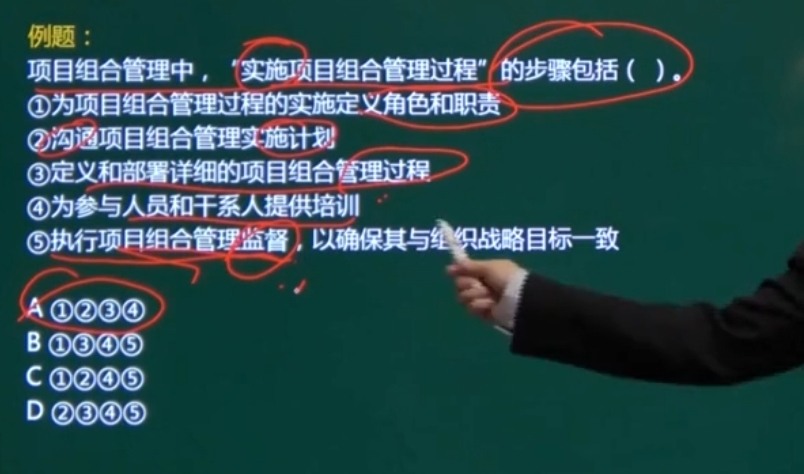 例题：
项目组合管理中，“实施项目组合管理过程”的步骤包括（ ）。
①为项目组合管理过程的实施定义角色和职责
②沟通项目组合管理实施计划
③定义和部署详细的项目组合管理过程
④为参与人员和干系人提供培训
⑤执行项目组合管理监督，以确保其与组织战略目标一致
A ①②③④
B ①③④⑤
C ①②④⑤
D ②③④⑤